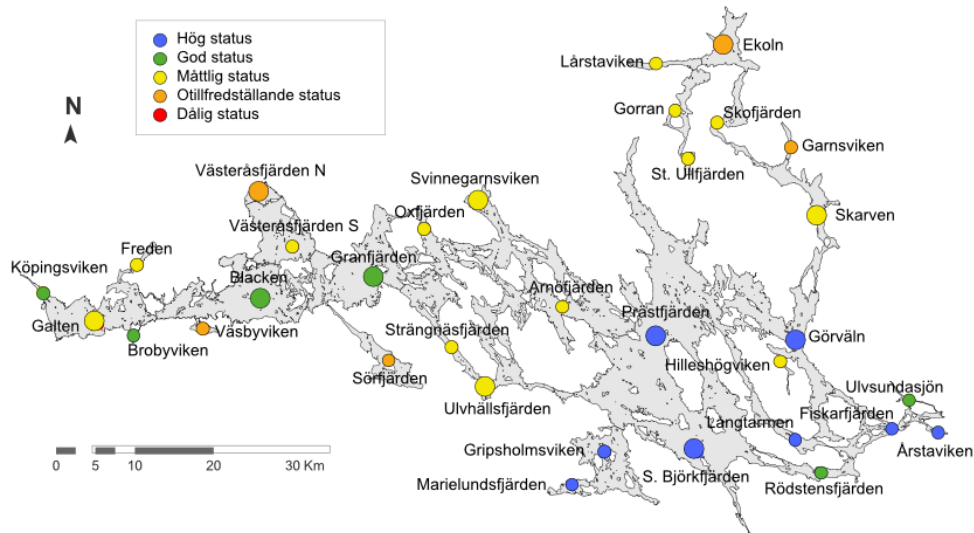 Hög status
God status
Måttlig status
Otillfredställande status
Dålig status
N
Ekoln
Lårstaviken
Gorran
Skofjärden
Garnsviken
St. Ullfjärden
Västeråsfjärden N
Svinnegarnsviken
Skarven
Oxfjärden
Västeråsfjärden S
Freden
Granfjärden
Köpingsviken
Blacken
Arnöfjärden
Prästfjärden
Galten
Väsbyviken
Strängnäsfjärden
Görväln
Brobyviken
Hilleshögviken
Sörfjärden
Ulvsundasjön
Ulvhällsfjärden
Långtarmen
Fiskarfjärden
Gripsholmsviken
Årstaviken
S. Björkfjärden
Marielundsfjärden
Rödstensfjärden
0 5 10 20 30 Km